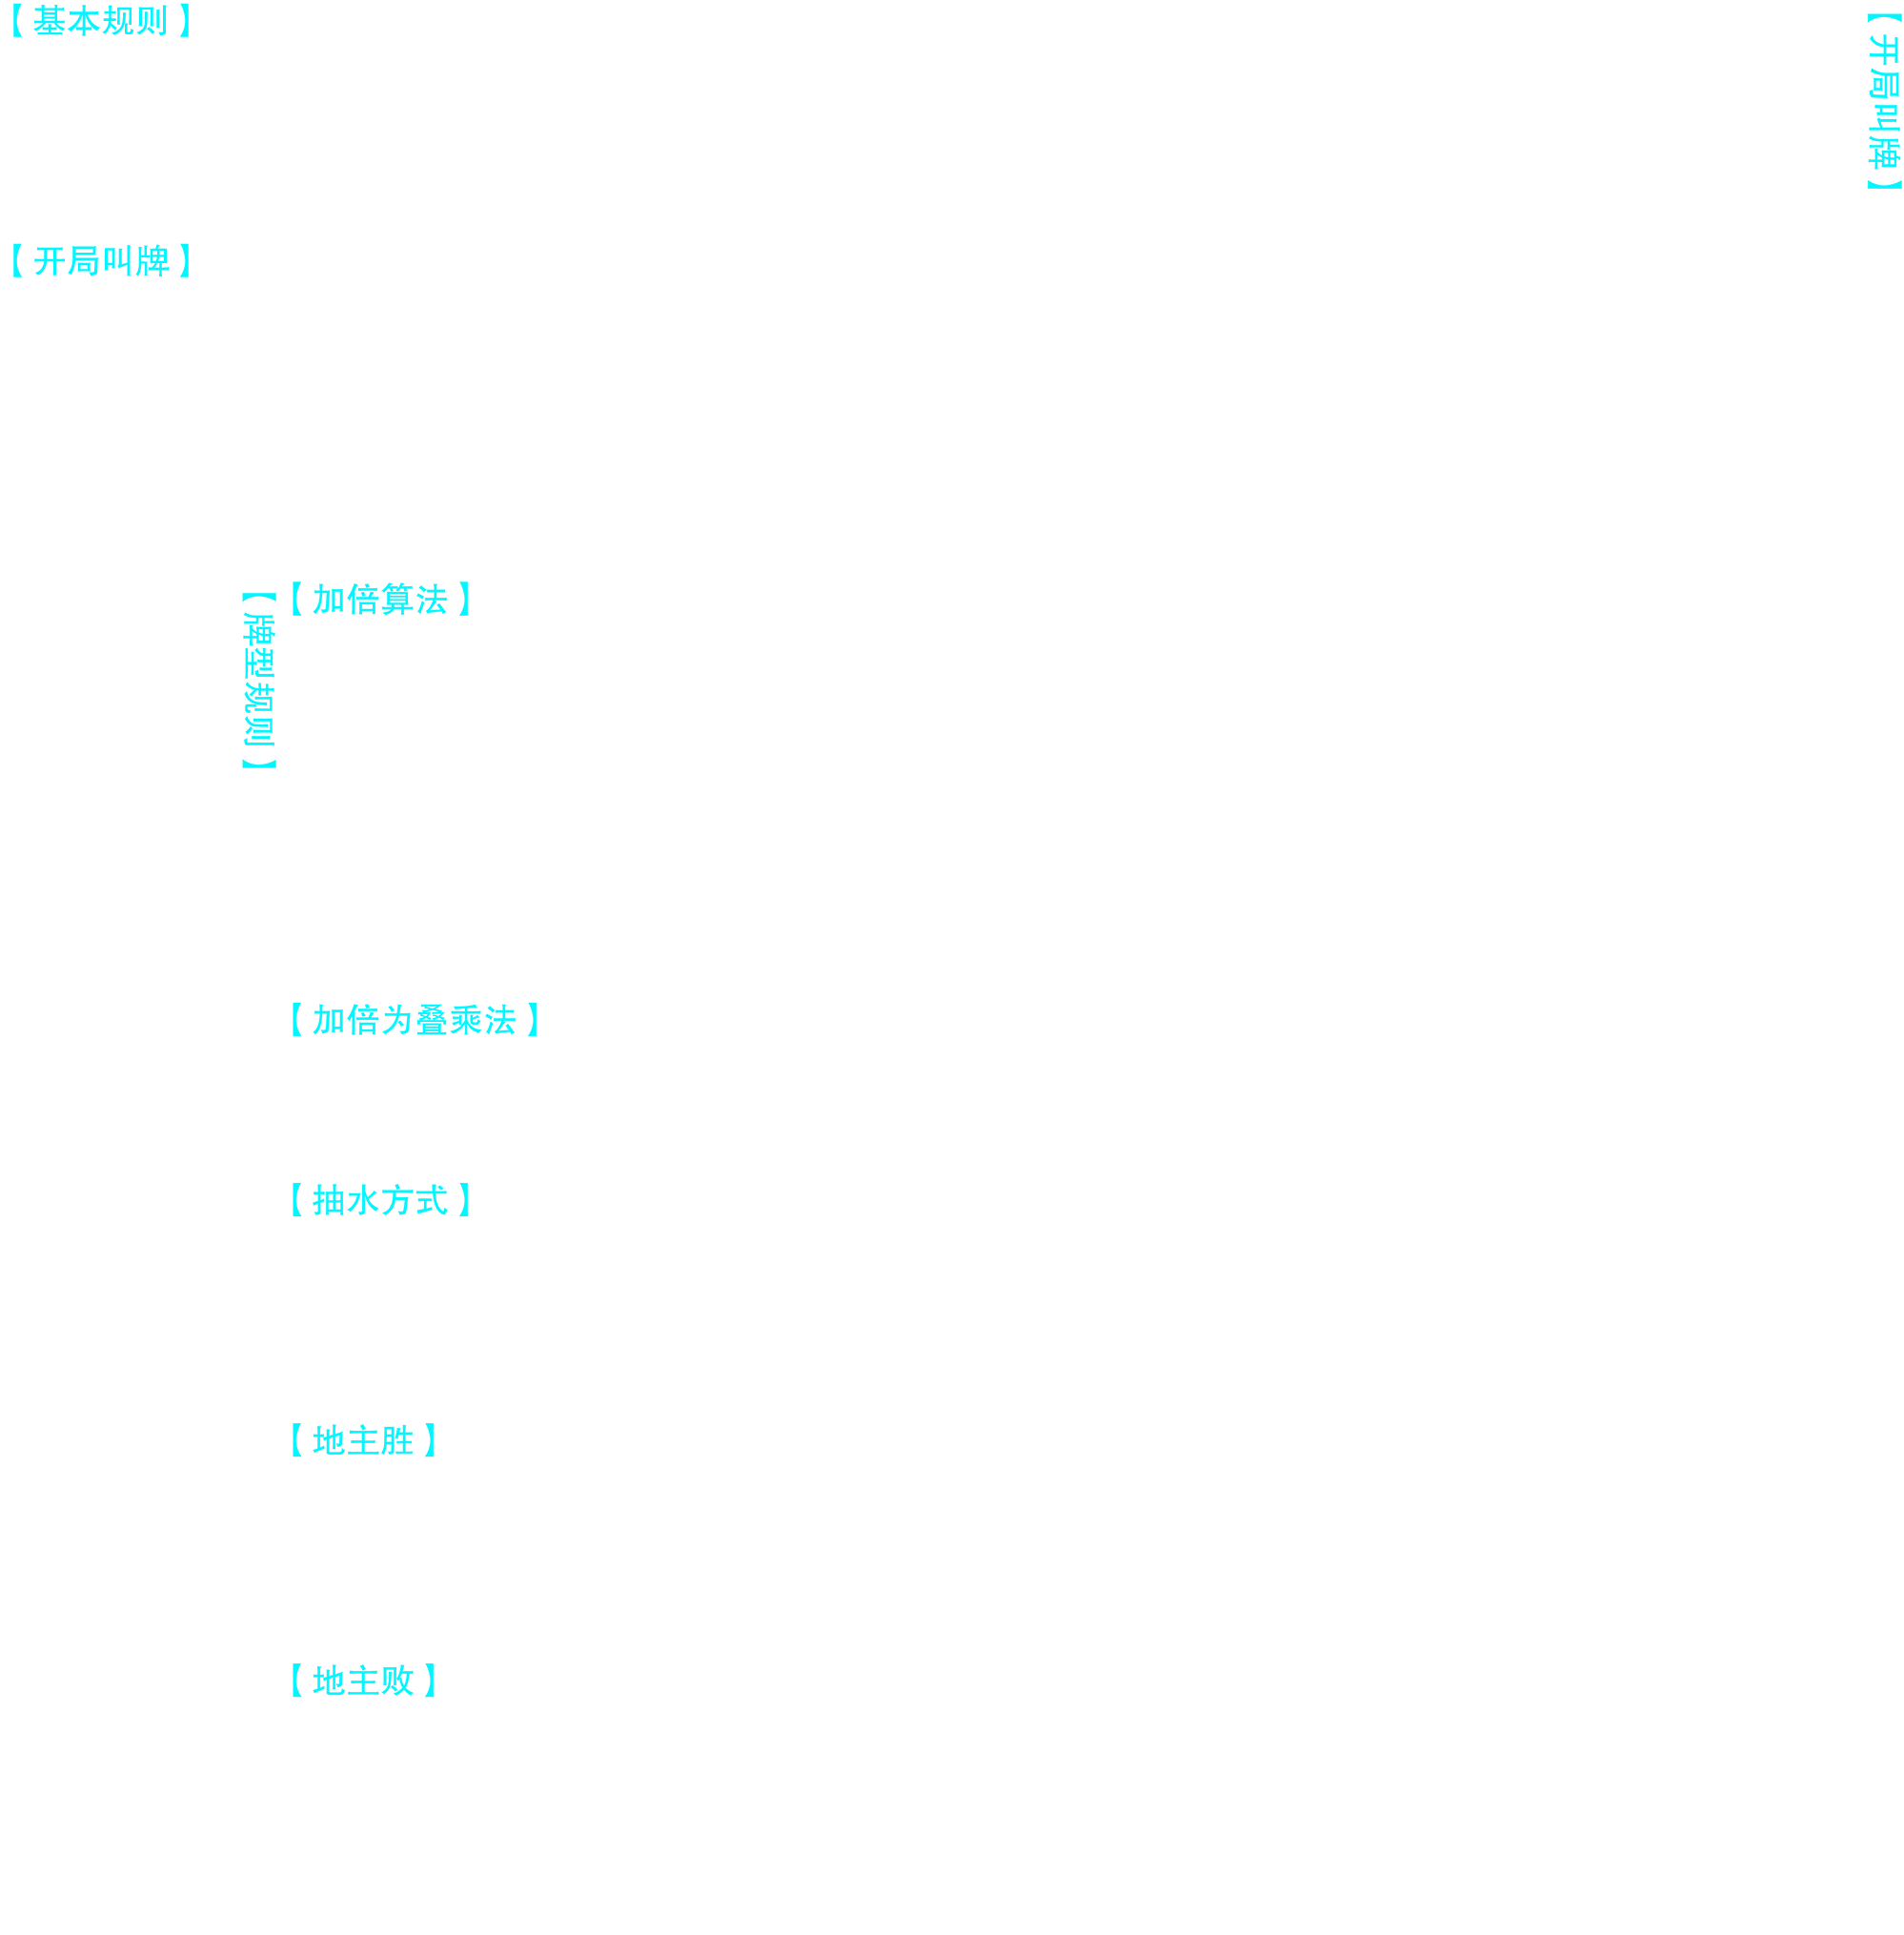 【 基本规则 】
【 开局叫牌 】
【 开局叫牌 】
【 牌型规则 】
【 加倍算法 】
【 加倍为叠乘法 】
【 抽水方式 】
【 地主胜 】
【 地主败 】